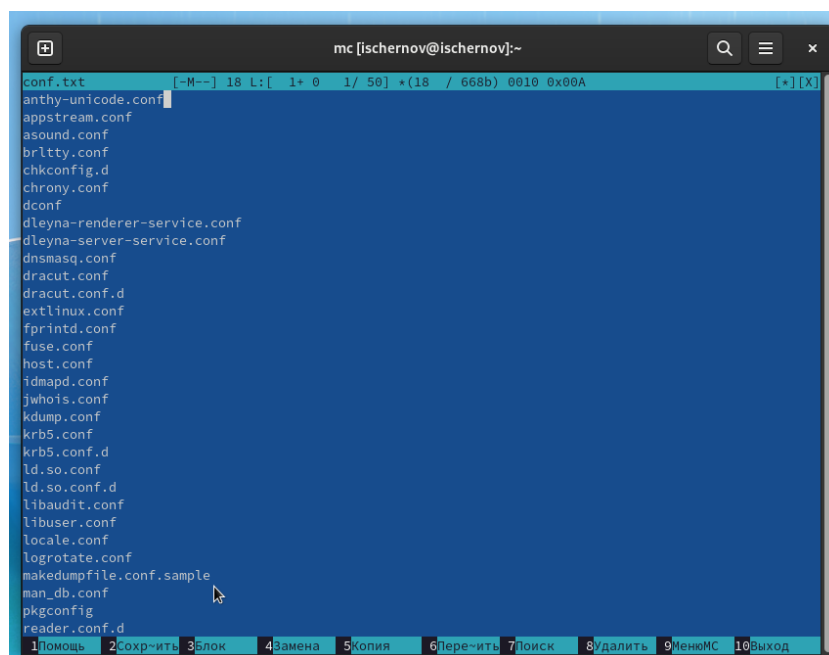 mc [ischernov@ischernov]:~
conf.txt [-M--] 18 L:[ 1+ 0 1/ 50] *(18 / 668b) 0010 0x00A [*][X]
anthy-unicode.conf
appstream.conf
asound.conf
brltty.conf
chkconfig.d
chrony.conf
dconf
dleyna-renderer-service.conf
dleyna-server-service.conf
dnsmasq.conf
dracut.conf
dracut.conf.d
extlinux.conf
fprintd.conf
fuse.conf
host.conf
idmapd.conf
jwhois.conf
kdump.conf
krb5.conf
krb5.conf.d
ld.so.conf
ld.so.conf.d
libaudit.conf
libuser.conf
locale.conf
logrotate.conf
makedumpfile.conf.sample
man_db.conf
pkgconfig
reader.conf.d
1Помощь 2Сохр~ить 3Блок 4Замена 5Копия 6Пере~ить 7Поиск 8Удалить 9МенюMC 10Выход